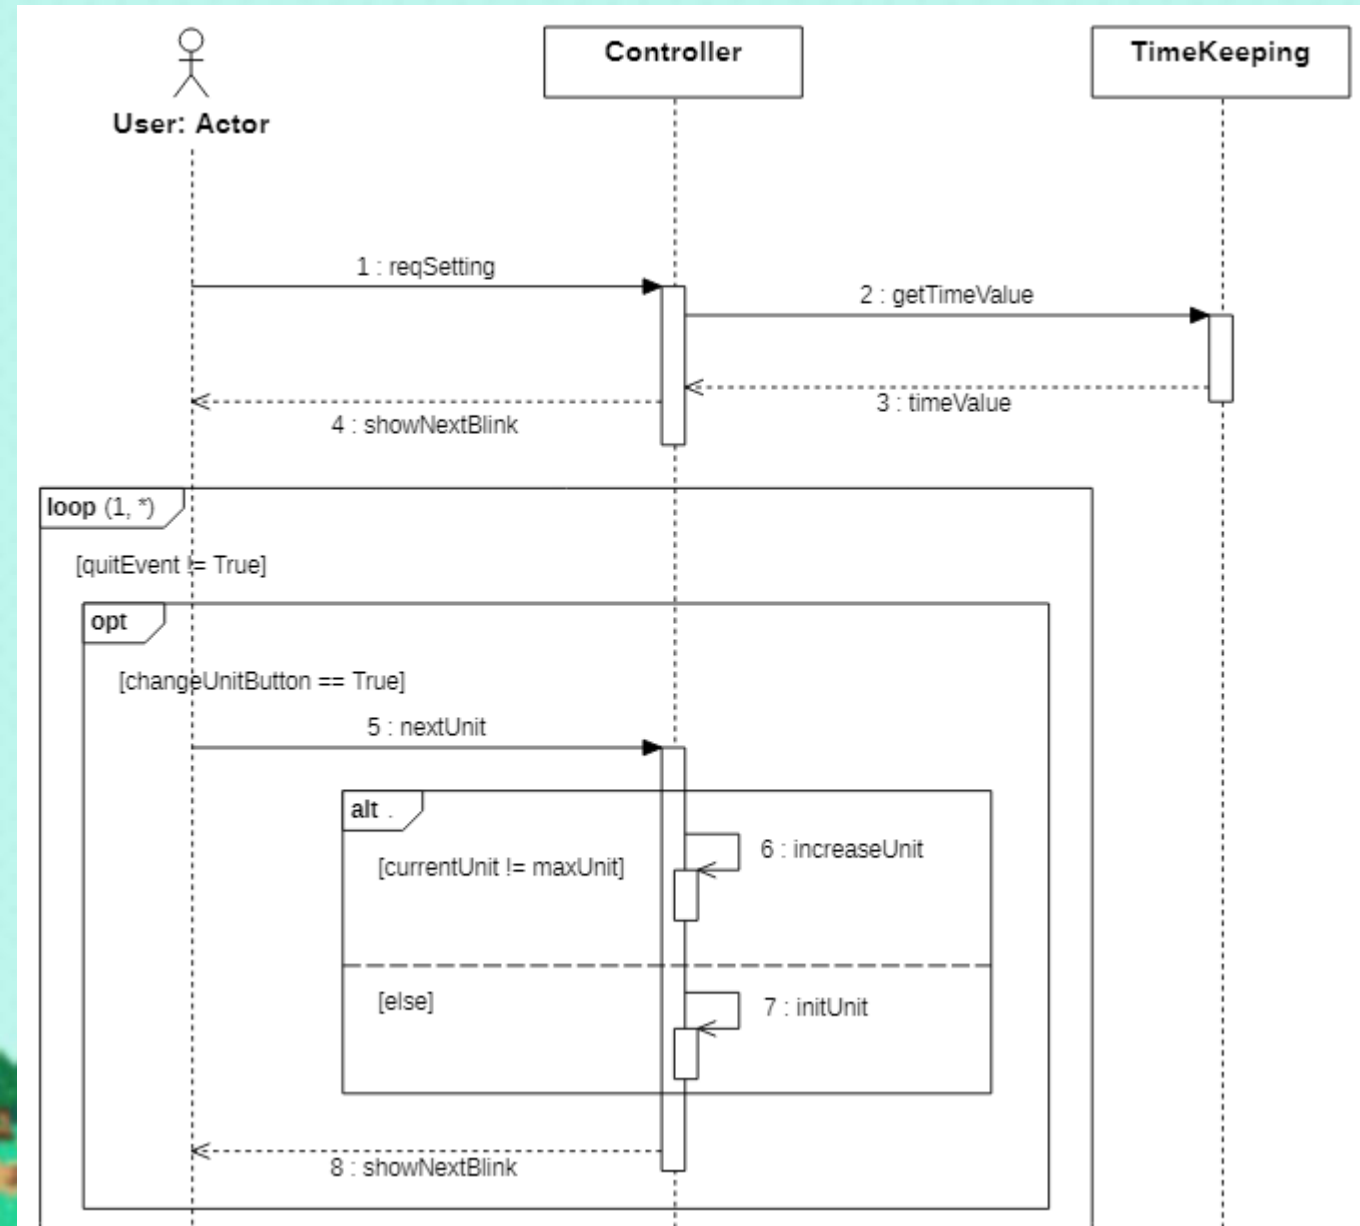 Controller
TimeKeeping
User: Actor
1 : reqSetting
2 : getTimeValue
3 : timeValue
4 : showNextBlink
loop (1, *)
[quitEvent != True]
opt
[changeUnitButton == True]
5 : nextUnit
alt .
6 : increaseUnit
[currentUnit != maxUnit]
[else]
7 : initUnit
8 : showNextBlink